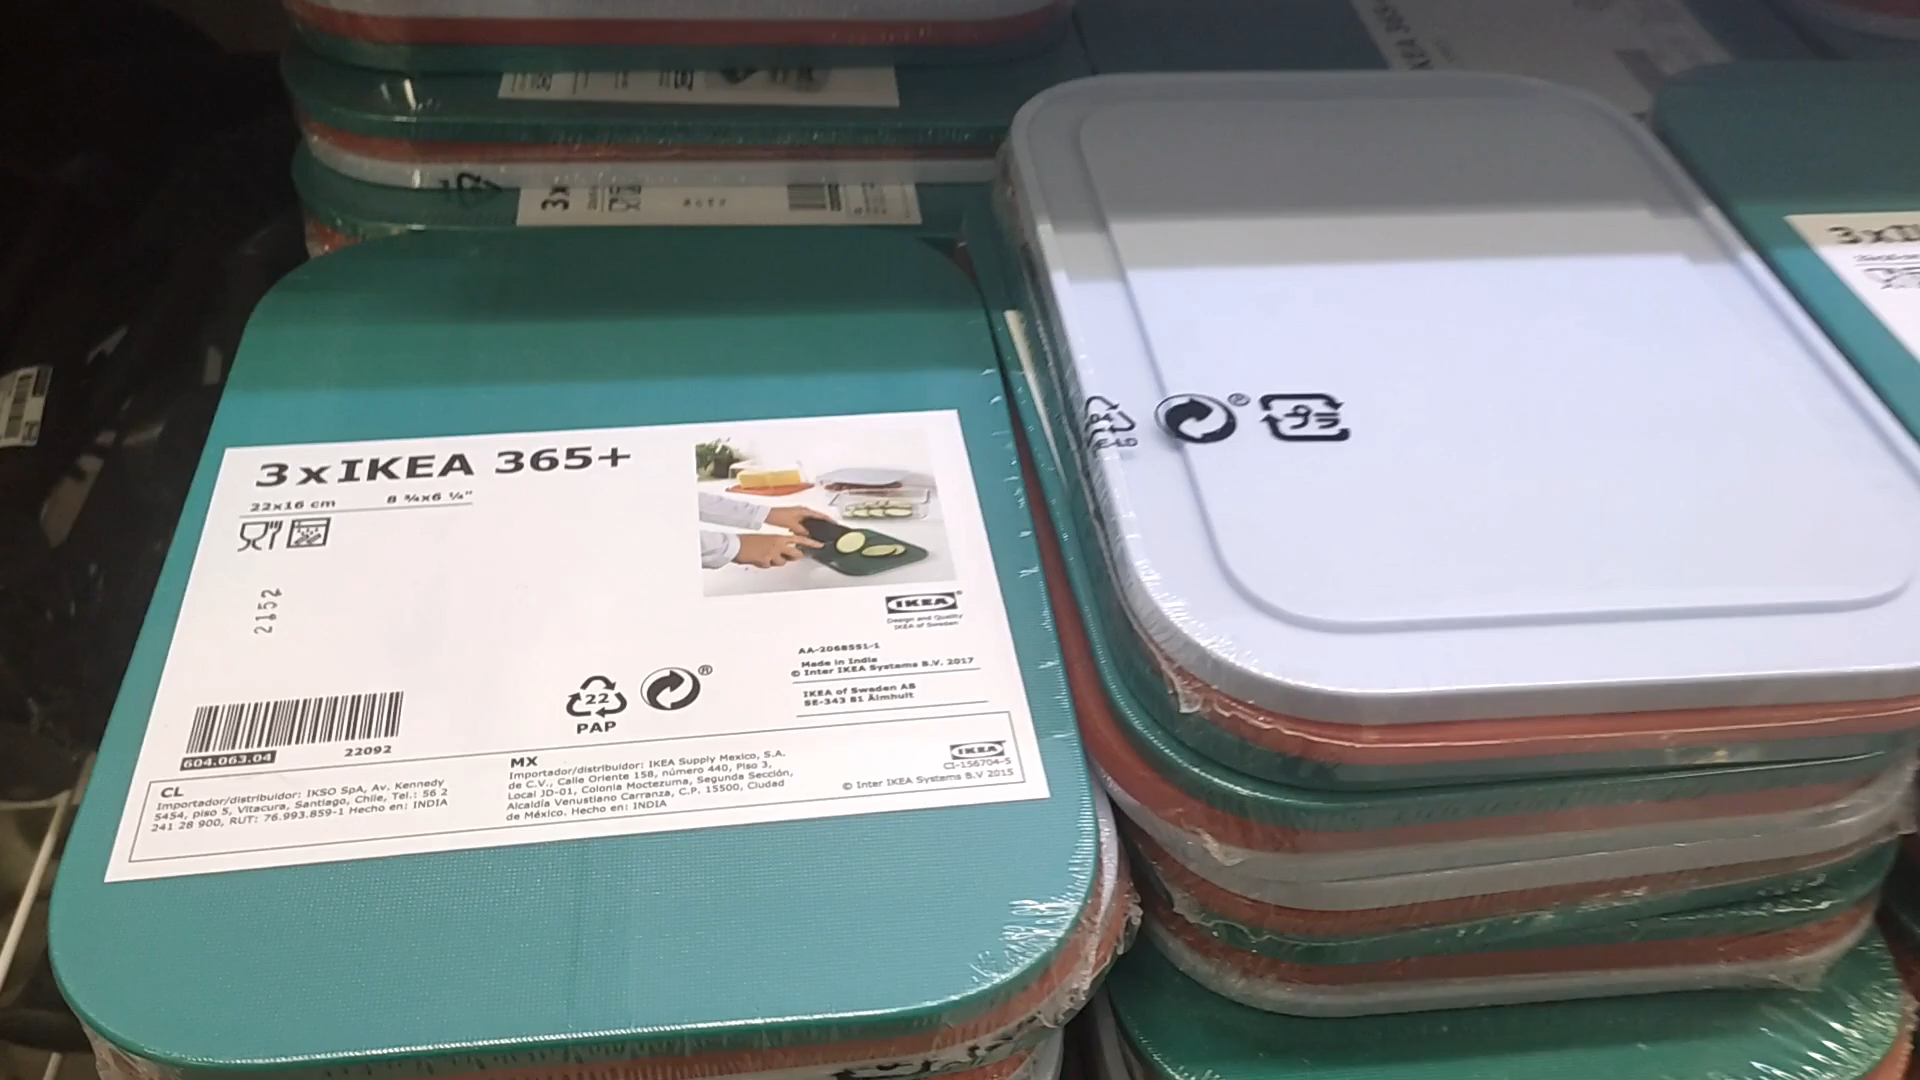 3xIKEA 365+
22x16 cm 8 ¾x6 ¼"
2152
IKEA®
Design and Quality
IKEA of Sweden
AA-2068551-1
Made in India
© Inter IKEA Systems B.V. 2017
IKEA of Sweden AB
SE-343 81 Älmhult
22
PAP
®
604.063.04
22092
CL
Importador/distribuidor: IKSO SpA, Av. Kennedy
5454, piso 5, Vitacura, Santiago, Chile, Tel.: 56 2
241 28 900, RUT: 76.993.859-1 Hecho en: INDIA
MX
Importador/distribuidor: IKEA Supply Mexico, S.A.
de C.V., Calle Oriente 158, número 440, Piso 3,
Local JD-01, Colonia Moctezuma, Segunda Sección,
Alcaldía Venustiano Carranza, C.P. 15500, Ciudad
de México. Hecho en: INDIA
IKEA
CI-156704-5
© Inter IKEA Systems B.V 2015
®
3x